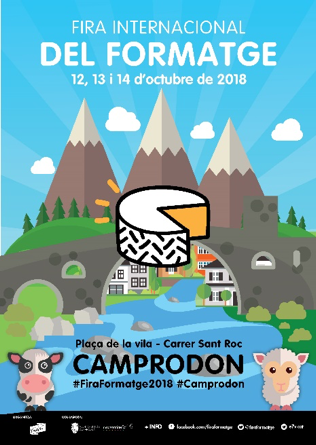 FIRA INTERNACIONAL
DEL FORMATGE
12, 13 i 14 d'octubre de 2018
Plaça de la vila - Carrer Sant Roc
CAMPRODON
#FiraFormatge2018 #Camprodon
+ INFO
facebook.com/firaformatge
@firaformatge